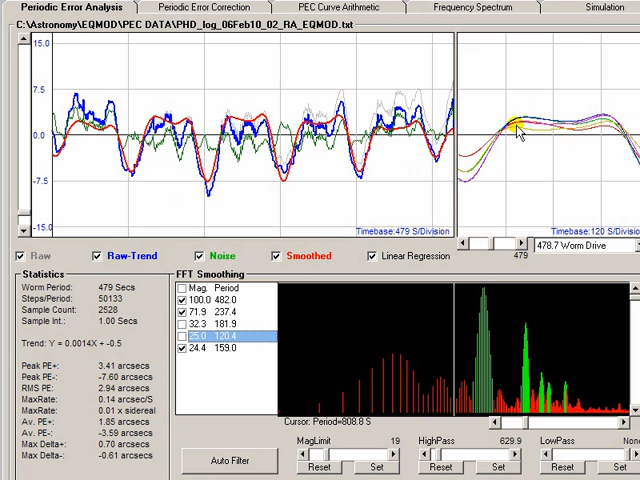 Periodic Error Analysis Periodic Error Correction PEC Curve Arithmetic Frequency Spectrum Simulation
C:\Astronomy\EQMOD\PEC DATA\PHD_log_06Feb10_02_RA_EQMOD.txt
15.0
7.5
0.0
-7.5
-15.0
Timebase:479 S/Division
Timebase:120 S/Division
478.7 Worm Drive
Raw Raw-Trend Noise Smoothed Linear Regression 479
Statistics
Worm Period: 479 Secs
Steps/Period: 50133
Sample Count: 2528
Sample Int.: 1.00 Secs
Trend: Y = 0.0014X + -0.5
Peak PE+: 3.41 arcsecs
Peak PE-: -7.60 arcsecs
RMS PE: 2.94 arcsecs
MaxRate: 0.14 arcsec/S
MaxRate: 0.01 x sidereal
Av. PE+: 1.85 arcsecs
Av. PE-: -3.59 arcsecs
Max Delta+: 0.70 arcsecs
Max Delta-: -0.61 arcsecs
FFT Smoothing
Mag. Period
100.0 482.0
71.9 237.4
32.3 181.9
25.0 120.4
24.4 159.0
Cursor: Period=808.8 S
Auto Filter
MagLimit 19
Reset Set
HighPass 629.9
Reset Set
LowPass None
Reset Set